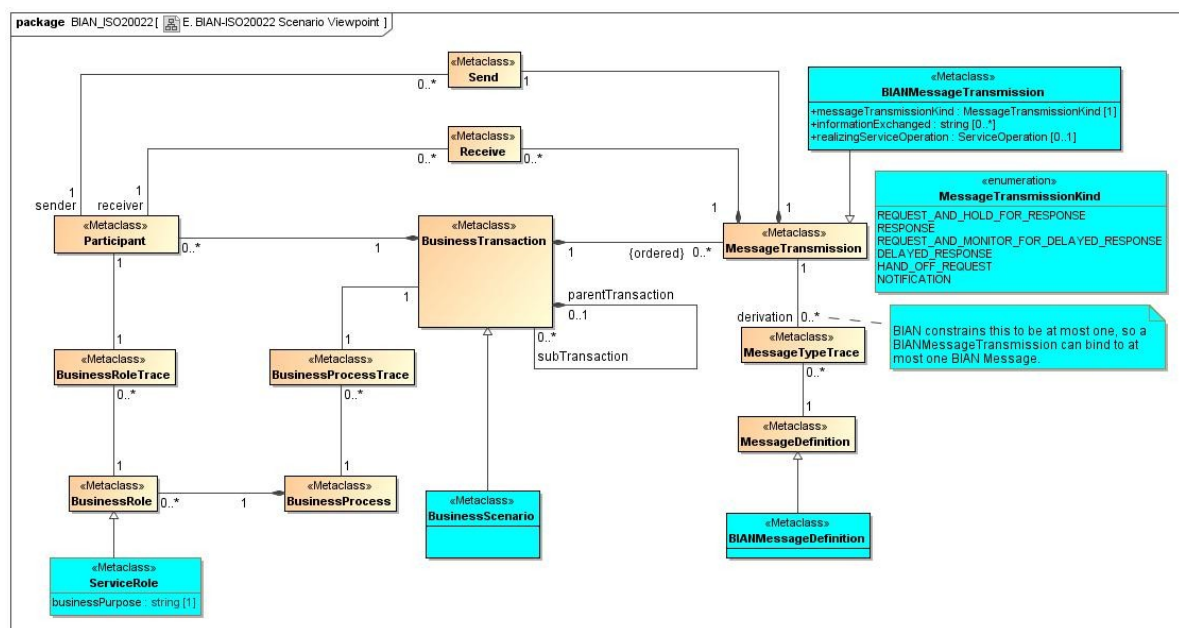 package BIAN_ISO20022 [ E. BIAN-ISO20022 Scenario Viewpoint ]
«Metaclass»
Send
0..*
1
«Metaclass»
Receive
0..*
0..*
«Metaclass»
BIANMessageTransmission
+messageTransmissionKind : MessageTransmissionKind [1]
+informationExchanged : string [0..*]
+realizingServiceOperation : ServiceOperation [0..1]
«enumeration»
MessageTransmissionKind
REQUEST_AND_HOLD_FOR_RESPONSE
RESPONSE
REQUEST_AND_MONITOR_FOR_DELAYED_RESPONSE
DELAYED_RESPONSE
HAND_OFF_REQUEST
NOTIFICATION
1
sender
1
receiver
«Metaclass»
Participant
0..*
1
«Metaclass»
BusinessTransaction
1
{ordered} 0..*
1
1
«Metaclass»
MessageTransmission
1
1
1
parentTransaction
0..1
0..*
subTransaction
derivation 0..*
BIAN constrains this to be at most one, so a
BIANMessageTransmission can bind to at
most one BIAN Message.
1
«Metaclass»
BusinessRoleTrace
0..*
1
«Metaclass»
BusinessProcessTrace
0..*
«Metaclass»
MessageTypeTrace
0..*
1
«Metaclass»
MessageDefinition
1
«Metaclass»
BusinessRole
0..*
1
1
«Metaclass»
BusinessProcess
«Metaclass»
BusinessScenario
«Metaclass»
BIANMessageDefinition
«Metaclass»
ServiceRole
businessPurpose : string [1]